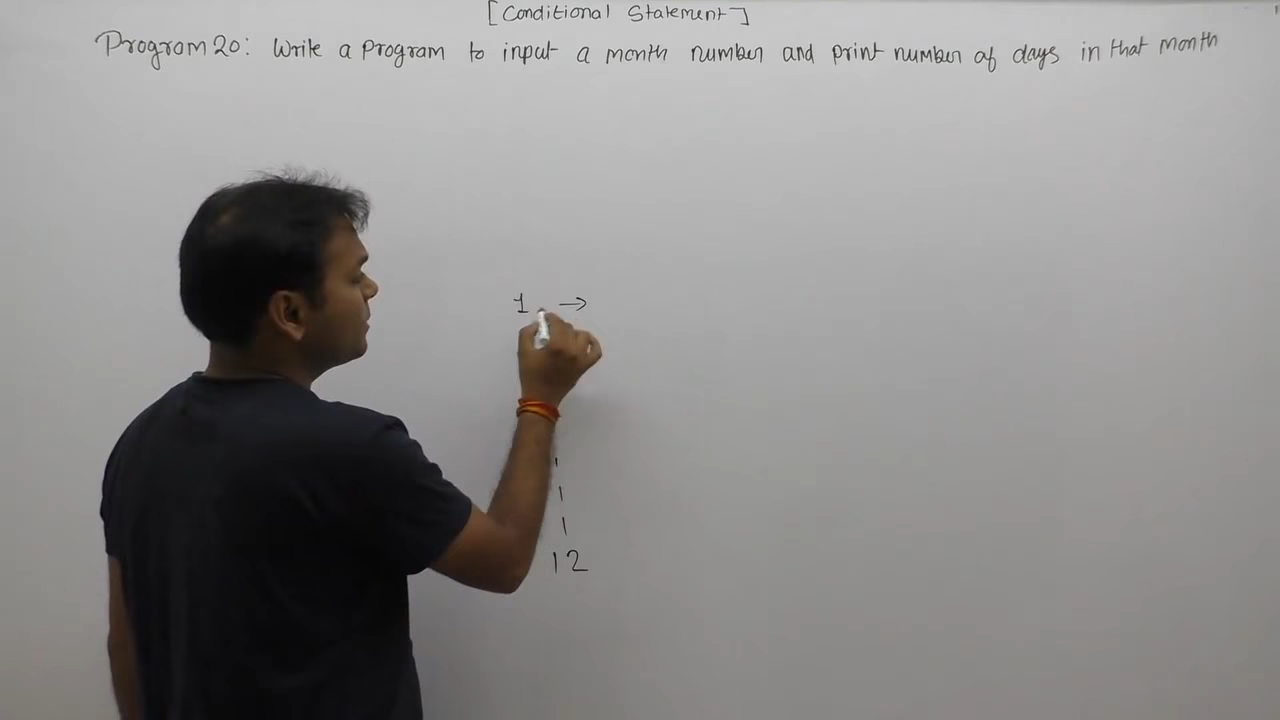 [Conditional Statement]
Program 20: Write a program to input a month number and print number of days in that month
1 →
12